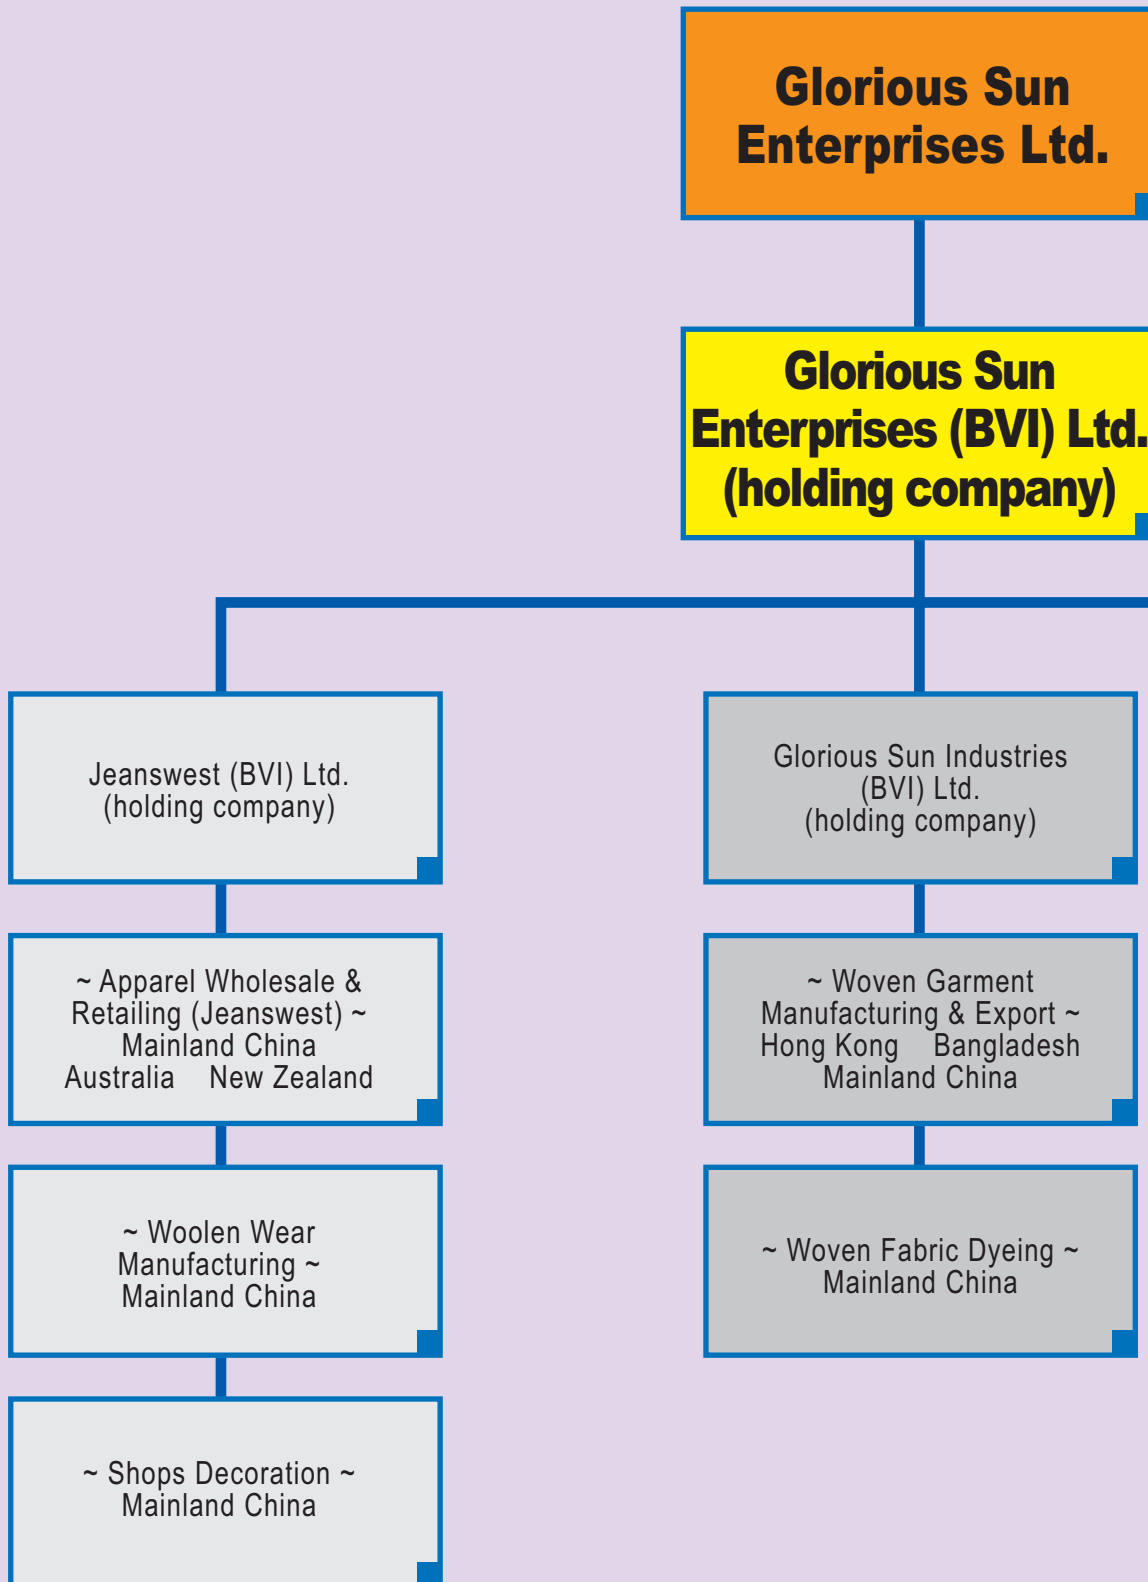 Glorious Sun
Enterprises Ltd.
Glorious Sun
Enterprises (BVI) Ltd.
(holding company)
Jeanswest (BVI) Ltd.
(holding company)
Glorious Sun Industries
(BVI) Ltd.
(holding company)
~ Apparel Wholesale &
Retailing (Jeanswest) ~
Mainland China
Australia New Zealand
~ Woven Garment
Manufacturing & Export ~
Hong Kong Bangladesh
Mainland China
~ Woolen Wear
Manufacturing ~
Mainland China
~ Woven Fabric Dyeing ~
Mainland China
~ Shops Decoration ~
Mainland China